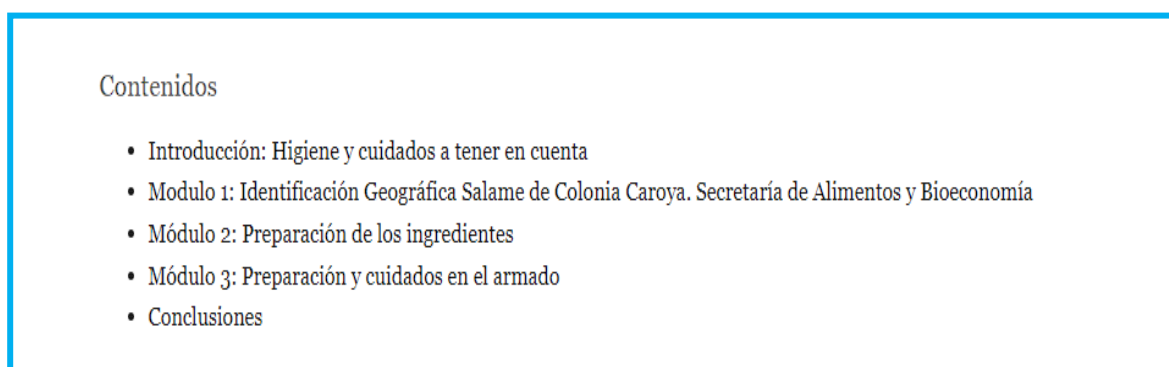 Contenidos
• Introducción: Higiene y cuidados a tener en cuenta
• Modulo 1: Identificación Geográfica Salame de Colonia Caroya. Secretaría de Alimentos y Bioeconomía
• Módulo 2: Preparación de los ingredientes
• Módulo 3: Preparación y cuidados en el armado
• Conclusiones